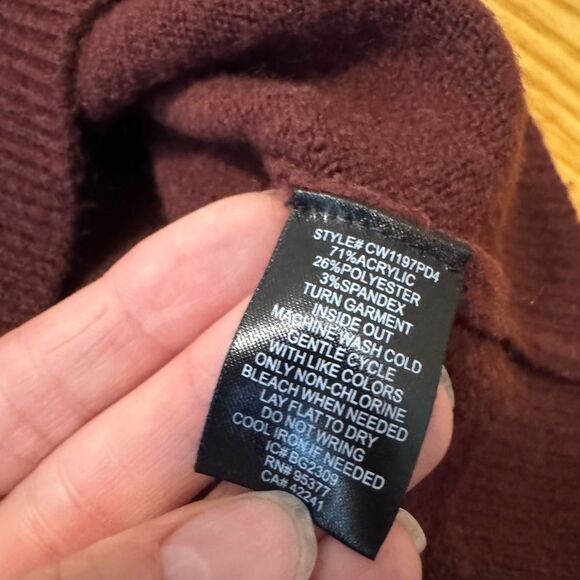 STYLE# CW1197PD4
71%ACRYLIC
26%POLYESTER
3%SPANDEX
TURN GARMENT
INSIDE OUT
MACHINE WASH COLD
GENTLE CYCLE
WITH LIKE COLORS
ONLY NON-CHLORINE
BLEACH WHEN NEEDED
LAY FLAT TO DRY
DO NOT WRING
COOL IRON IF NEEDED
IC# BG2309
RN# 95377
CA# 42241